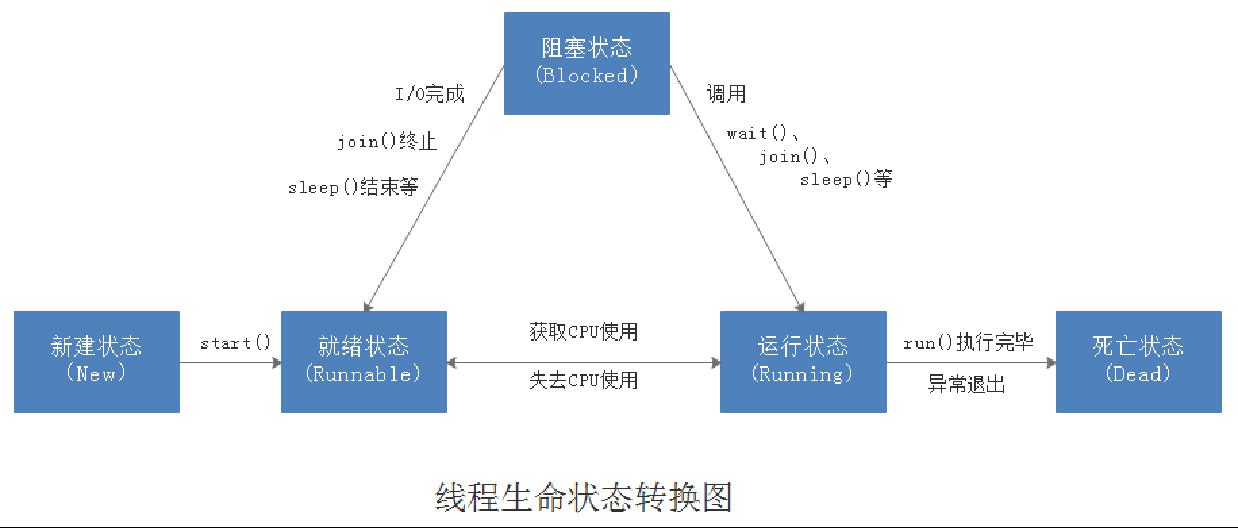 阻塞状态
(Blocked)
I/O完成
join()终止
sleep()结束等
调用
wait()、
join()、
sleep()等
新建状态
(New)
start()
就绪状态
(Runnable)
获取CPU使用
失去CPU使用
运行状态
(Running)
run()执行完毕
异常退出
死亡状态
(Dead)
线程生命状态转换图